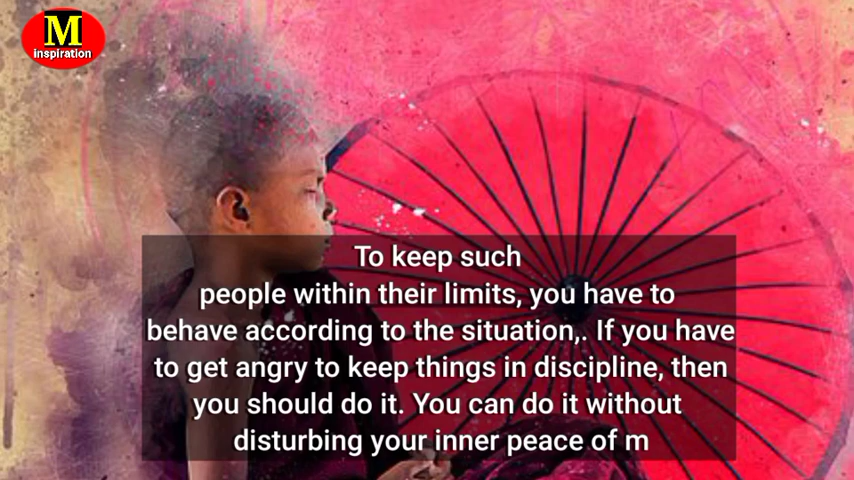 M
inspiration
To keep such
people within their limits, you have to
behave according to the situation,. If you have
to get angry to keep things in discipline, then
you should do it. You can do it without
disturbing your inner peace of m